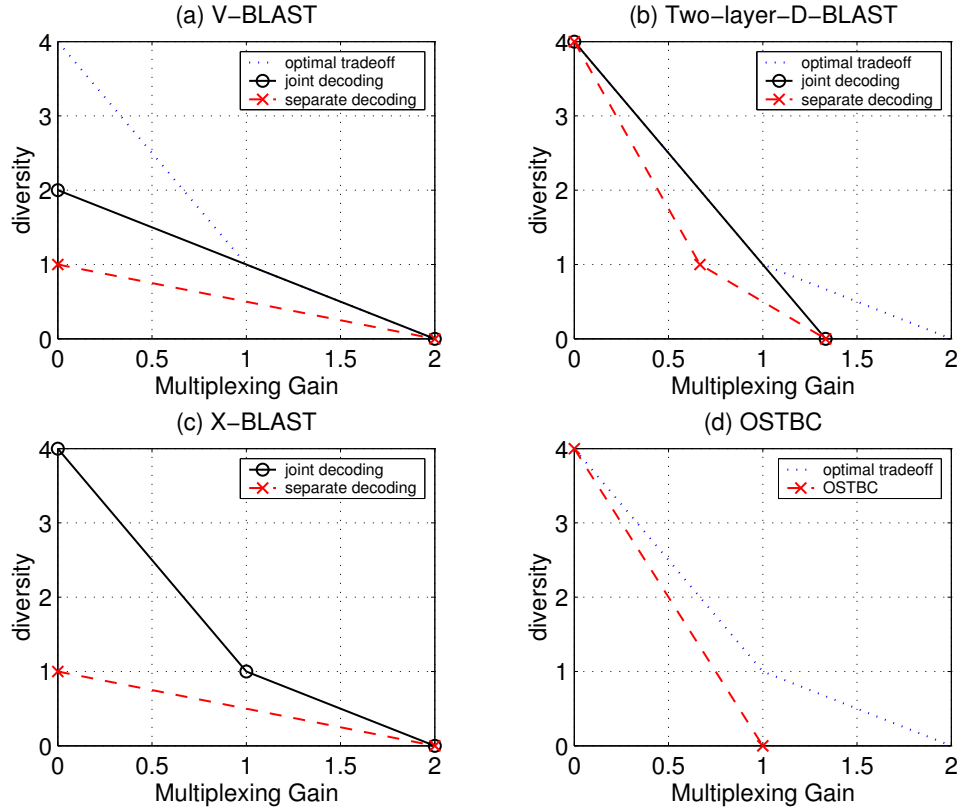 (a) V−BLAST
optimal tradeoff
joint decoding
separate decoding
4
3
2
1
0
diversity
0 0.5 1 1.5 2
Multiplexing Gain
(b) Two−layer−D−BLAST
optimal tradeoff
joint decoding
separate decoding
4
3
2
1
0
diversity
0 0.5 1 1.5 2
Multiplexing Gain
(c) X−BLAST
joint decoding
separate decoding
4
3
2
1
0
diversity
0 0.5 1 1.5 2
Multiplexing Gain
(d) OSTBC
optimal tradeoff
OSTBC
4
3
2
1
0
diversity
0 0.5 1 1.5 2
Multiplexing Gain